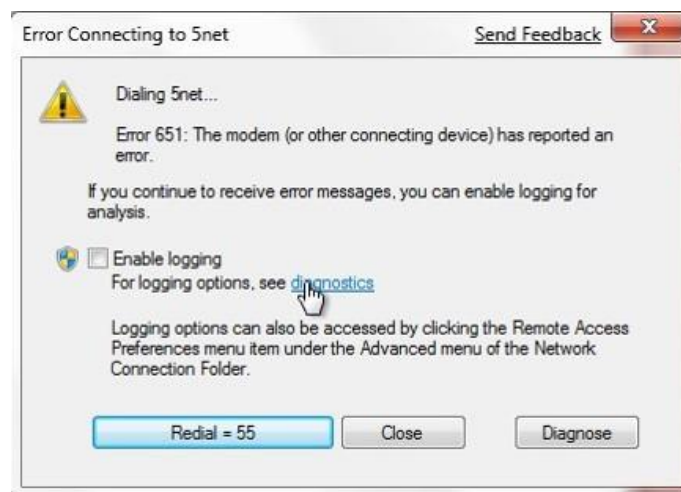 Error Connecting to 5net
Send Feedback
Dialing 5net...
Error 651: The modem (or other connecting device) has reported an
error.
If you continue to receive error messages, you can enable logging for
analysis.
Enable logging
For logging options, see diagnostics
Logging options can also be accessed by clicking the Remote Access
Preferences menu item under the Advanced menu of the Network
Connection Folder.
Redial = 55
Close
Diagnose